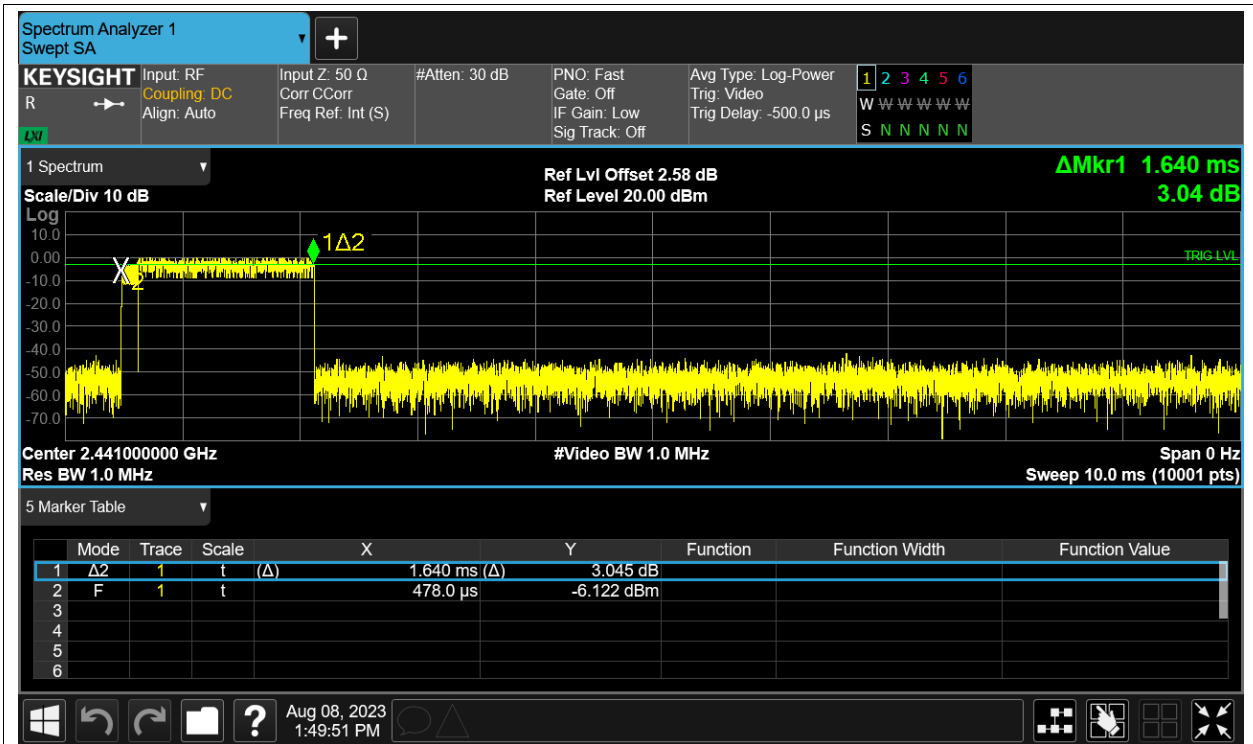 Spectrum Analyzer 1
Swept SA
KEYSIGHT
R
LXI
Input: RF
Coupling: DC
Align: Auto
Input Z: 50 Ω
Corr CCorr
Freq Ref: Int (S)
#Atten: 30 dB
PNO: Fast
Gate: Off
IF Gain: Low
Sig Track: Off
Avg Type: Log-Power
Trig: Video
Trig Delay: -500.0 µs
1 2 3 4 5 6
W W W W W W
S N N N N N
1 Spectrum
Scale/Div 10 dB
Ref Lvl Offset 2.58 dB
Ref Level 20.00 dBm
ΔMkr1 1.640 ms
3.04 dB
Log
10.0
0.00
-10.0
-20.0
-30.0
-40.0
-50.0
-60.0
-70.0
1Δ2
X
2
TRIG LVL
Center 2.441000000 GHz
#Video BW 1.0 MHz
Span 0 Hz
Res BW 1.0 MHz
Sweep 10.0 ms (10001 pts)
5 Marker Table
Mode Trace Scale X Y Function Function Width Function Value
1 Δ2 1 t (Δ) 1.640 ms (Δ) 3.045 dB
2 F 1 t 478.0 µs -6.122 dBm
3
4
5
6
?
Aug 08, 2023
1:49:51 PM